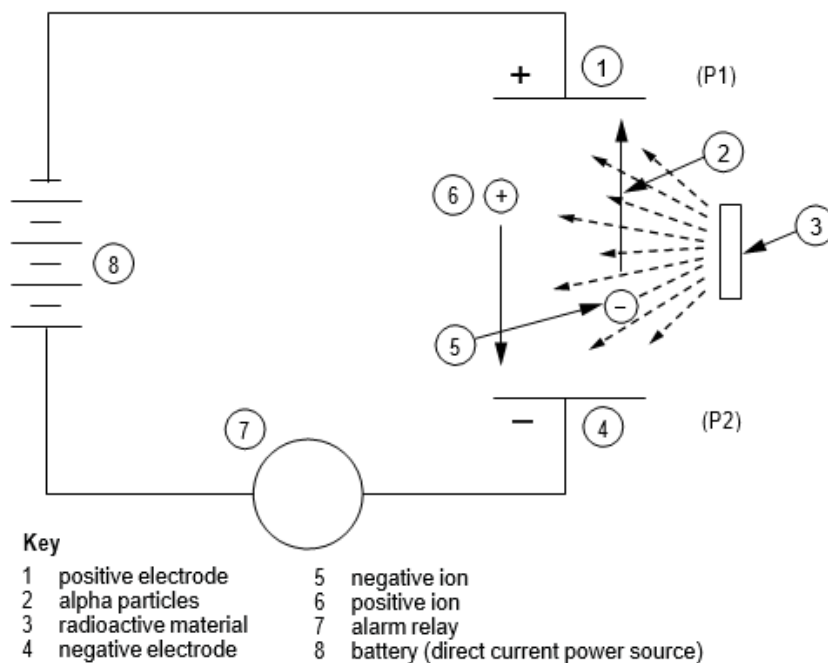 + 1 (P1)
2
6 +
3
8
−
5
7 − 4 (P2)
Key
1 positive electrode
2 alpha particles
3 radioactive material
4 negative electrode
5 negative ion
6 positive ion
7 alarm relay
8 battery (direct current power source)